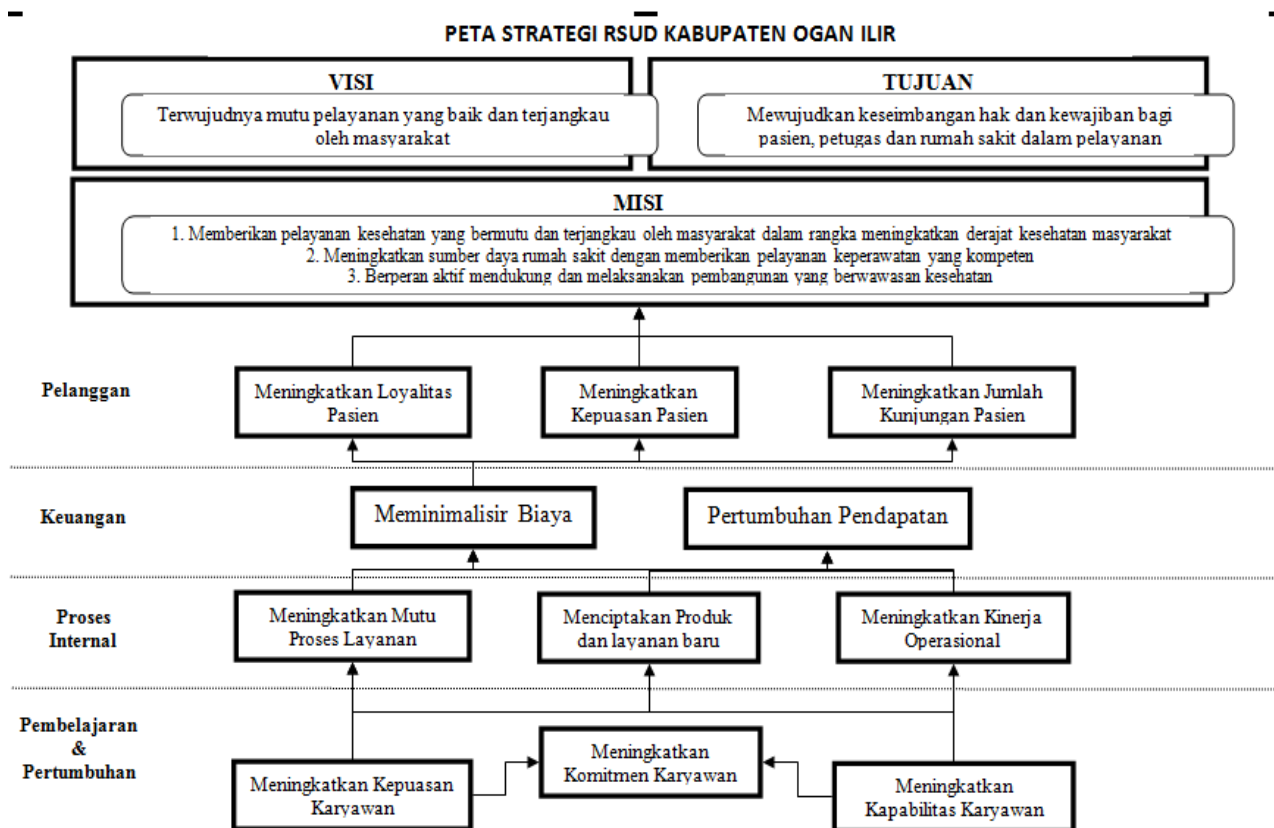 PETA STRATEGI RSUD KABUPATEN OGAN ILIR
VISI
Terwujudnya mutu pelayanan yang baik dan terjangkau
oleh masyarakat
TUJUAN
Mewujudkan keseimbangan hak dan kewajiban bagi
pasien, petugas dan rumah sakit dalam pelayanan
MISI
1. Memberikan pelayanan kesehatan yang bermutu dan terjangkau oleh masyarakat dalam rangka meningkatkan derajat kesehatan masyarakat
2. Meningkatkan sumber daya rumah sakit dengan memberikan pelayanan keperawatan yang kompeten
3. Berperan aktif mendukung dan melaksanakan pembangunan yang berwawasan kesehatan
Pelanggan
Meningkatkan Loyalitas
Pasien
Meningkatkan
Kepuasan Pasien
Meningkatkan Jumlah
Kunjungan Pasien
Keuangan
Meminimalisir Biaya
Pertumbuhan Pendapatan
Proses
Internal
Meningkatkan Mutu
Proses Layanan
Menciptakan Produk
dan layanan baru
Meningkatkan Kinerja
Operasional
Pembelajaran
&
Pertumbuhan
Meningkatkan Kepuasan
Karyawan
Meningkatkan
Komitmen Karyawan
Meningkatkan
Kapabilitas Karyawan